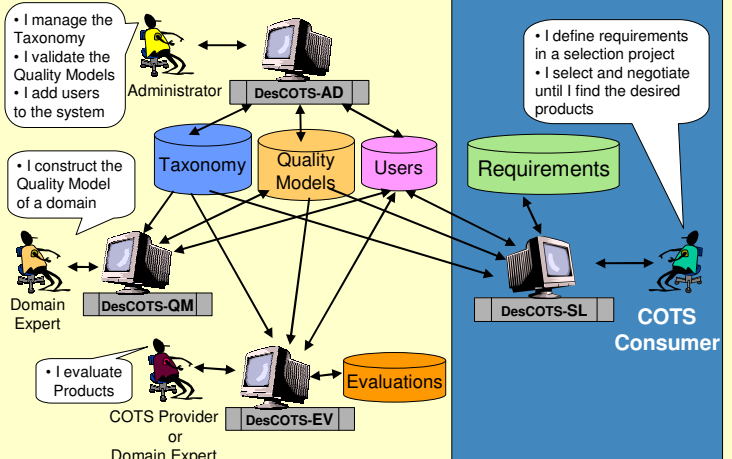 • I manage the
Taxonomy
• I validate the
Quality Models
• I add users
to the system
Administrator
DesCOTS-AD
• I define requirements
in a selection project
• I select and negotiate
until I find the desired
products
Taxonomy
Quality
Models
Users
Requirements
• I construct the
Quality Model
of a domain
Domain
Expert
DesCOTS-QM
DesCOTS-SL
COTS
Consumer
• I evaluate
Products
COTS Provider
or
Domain Expert
DesCOTS-EV
Evaluations